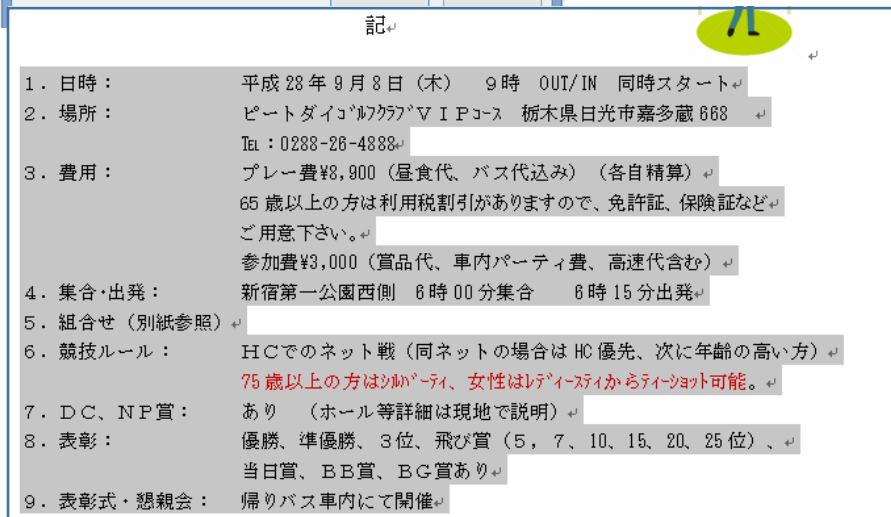 記
1．日時： 平成28年9月8日（木） 9時 OUT/IN 同時スタート
2．場所： ピートダイｺﾞﾙﾌｸﾗﾌﾞＶＩＰｺｰｽ 栃木県日光市嘉多蔵668
℡：0288-26-4888
3．費用： プレー費¥8,900（昼食代、バス代込み）（各自精算）
65歳以上の方は利用税割引がありますので、免許証、保険証など
ご用意下さい。
参加費¥3,000（賞品代、車内パーティ費、高速代含む）
4．集合･出発： 新宿第一公園西側 6時00分集合 6時15分出発
5．組合せ（別紙参照）
6．競技ルール： ＨＣでのネット戦（同ネットの場合はHC優先、次に年齢の高い方）
75歳以上の方はｼﾙﾊﾞｰﾃｨ、女性はﾚﾃﾞｨｰｽﾃｨからﾃｨｰｼｮｯﾄ可能。
7．ＤＣ、ＮＰ賞： あり （ホール等詳細は現地で説明）
8．表彰： 優勝、準優勝、３位、飛び賞（５，７、10、15、20、25位）、
当日賞、ＢＢ賞、ＢＧ賞あり
9．表彰式・懇親会： 帰りバス車内にて開催